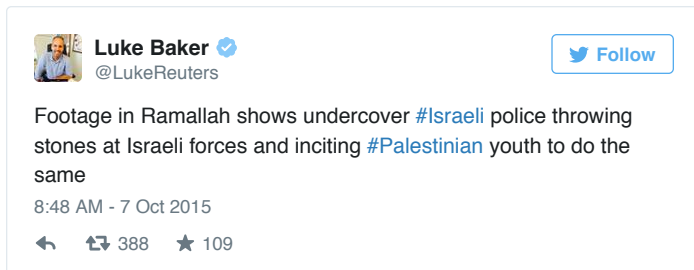 Luke Baker
Follow
@LukeReuters
Footage in Ramallah shows undercover #Israeli police throwing
stones at Israeli forces and inciting #Palestinian youth to do the
same
8:48 AM - 7 Oct 2015
388
109